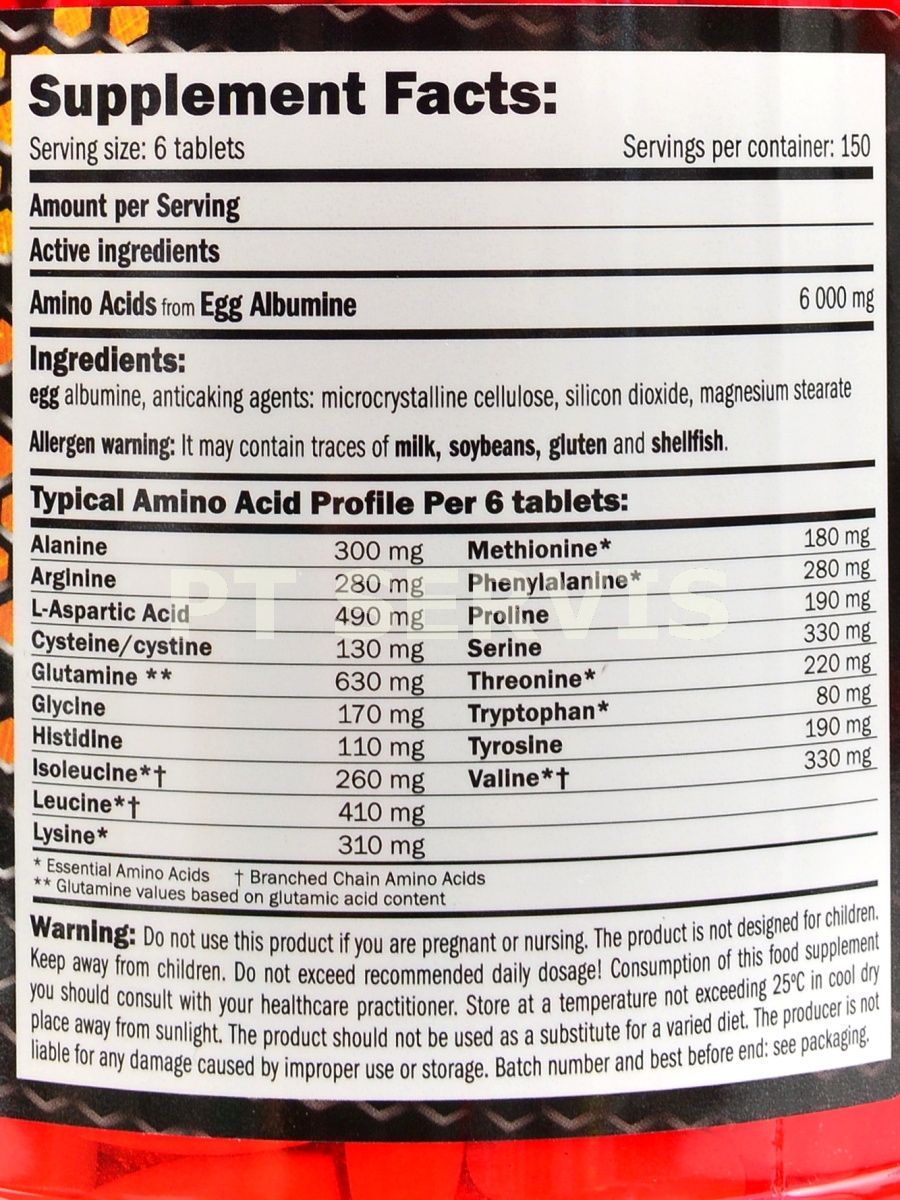 Supplement Facts:
Serving size: 6 tablets Servings per container: 150
Amount per Serving
Active ingredients
Amino Acids from Egg Albumine 6 000 mg
Ingredients:
egg albumine, anticaking agents: microcrystalline cellulose, silicon dioxide, magnesium stearate
Allergen warning: It may contain traces of milk, soybeans, gluten and shellfish.
Typical Amino Acid Profile Per 6 tablets:
Alanine 300 mg Methionine* 180 mg
Arginine 280 mg Phenylalanine* 280 mg
L-Aspartic Acid 490 mg Proline 190 mg
Cysteine/cystine 130 mg Serine 330 mg
Glutamine ** 630 mg Threonine* 220 mg
Glycine 170 mg Tryptophan* 80 mg
Histidine 110 mg Tyrosine 190 mg
Isoleucine*† 260 mg Valine*† 330 mg
Leucine*† 410 mg
Lysine* 310 mg
* Essential Amino Acids † Branched Chain Amino Acids
** Glutamine values based on glutamic acid content
Warning: Do not use this product if you are pregnant or nursing. The product is not designed for children.
Keep away from children. Do not exceed recommended daily dosage! Consumption of this food supplement
you should consult with your healthcare practitioner. Store at a temperature not exceeding 25°C in cool dry
place away from sunlight. The product should not be used as a substitute for a varied diet. The producer is not
liable for any damage caused by improper use or storage. Batch number and best before end: see packaging.
PT SERVIS